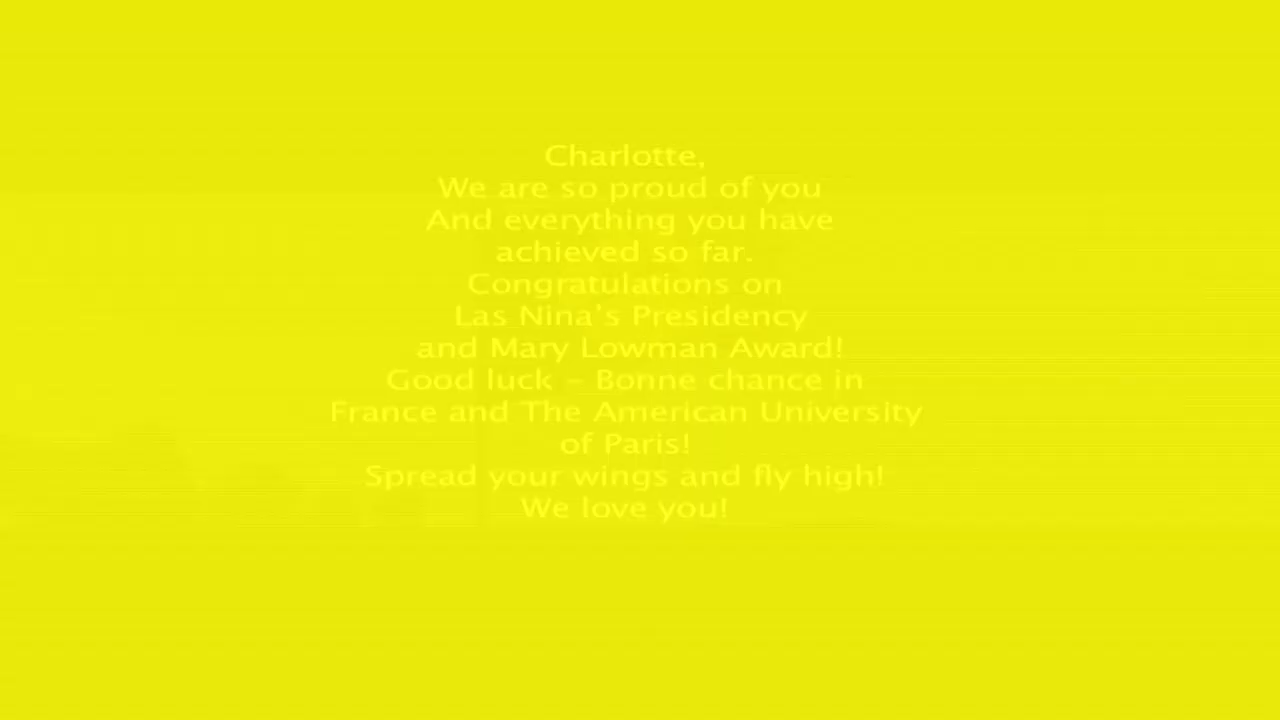 Charlotte,
We are so proud of you
And everything you have
achieved so far.
Congratulations on
Las Nina's Presidency
and Mary Lowman Award!
Good luck - Bonne chance in
France and The American University
of Paris!
Spread your wings and fly high!
We love you!